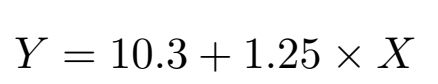 Y = 10.3 + 1.25 × X